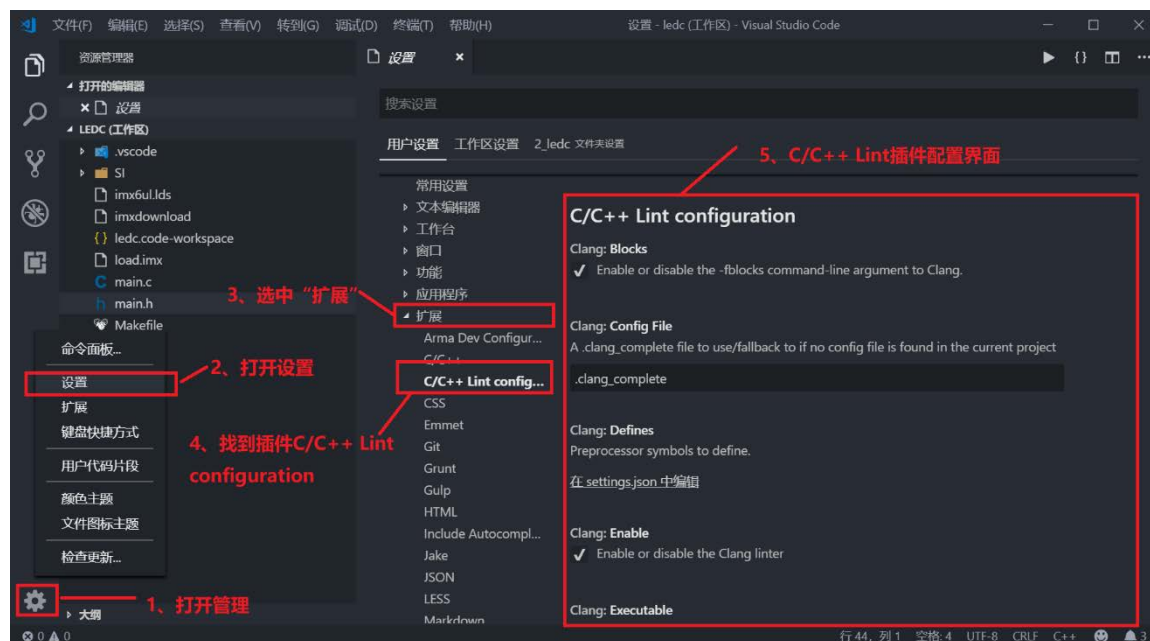 文件(F) 编辑(E) 选择(S) 查看(V) 转到(G) 调试(D) 终端(T) 帮助(H) 设置 - ledc (工作区) - Visual Studio Code
资源管理器
设置
打开的编辑器
设置
LEDC (工作区)
.vscode
SI
imx6ul.lds
imxdownload
ledc.code-workspace
load.imx
main.c
main.h
Makefile
大纲
命令面板...
设置
扩展
键盘快捷方式
用户代码片段
颜色主题
文件图标主题
检查更新...
1、打开管理
2、打开设置
3、选中“扩展”
4、找到插件C/C++ Lint
configuration
5、C/C++ Lint插件配置界面
搜索设置
用户设置 工作区设置 2_ledc 文件夹设置
常用设置
文本编辑器
工作台
窗口
功能
应用程序
扩展
Arma Dev Configur...
C/C++
C/C++ Lint config...
CSS
Emmet
Git
Grunt
Gulp
HTML
Include Autocompl...
Jake
JSON
LESS
Markdown
C/C++ Lint configuration
Clang: Blocks
Enable or disable the -fblocks command-line argument to Clang.
Clang: Config File
A .clang_complete file to use/fallback to if no config file is found in the current project
.clang_complete
Clang: Defines
Preprocessor symbols to define.
在 settings.json 中编辑
Clang: Enable
Enable or disable the Clang linter
Clang: Executable
0 0
行 44, 列 1 空格: 4 UTF-8 CRLF C++ 3